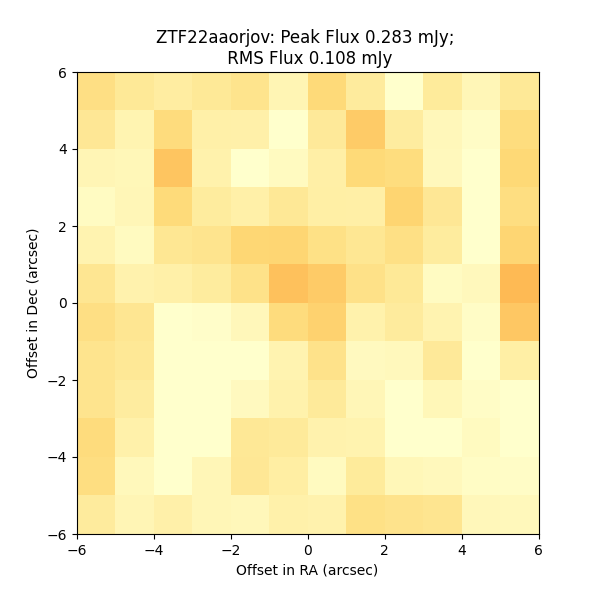 ZTF22aaorjov: Peak Flux 0.283 mJy;
RMS Flux 0.108 mJy
6
4
2
0
−2
−4
−6
Offset in Dec (arcsec)
−6 −4 −2 0 2 4 6
Offset in RA (arcsec)